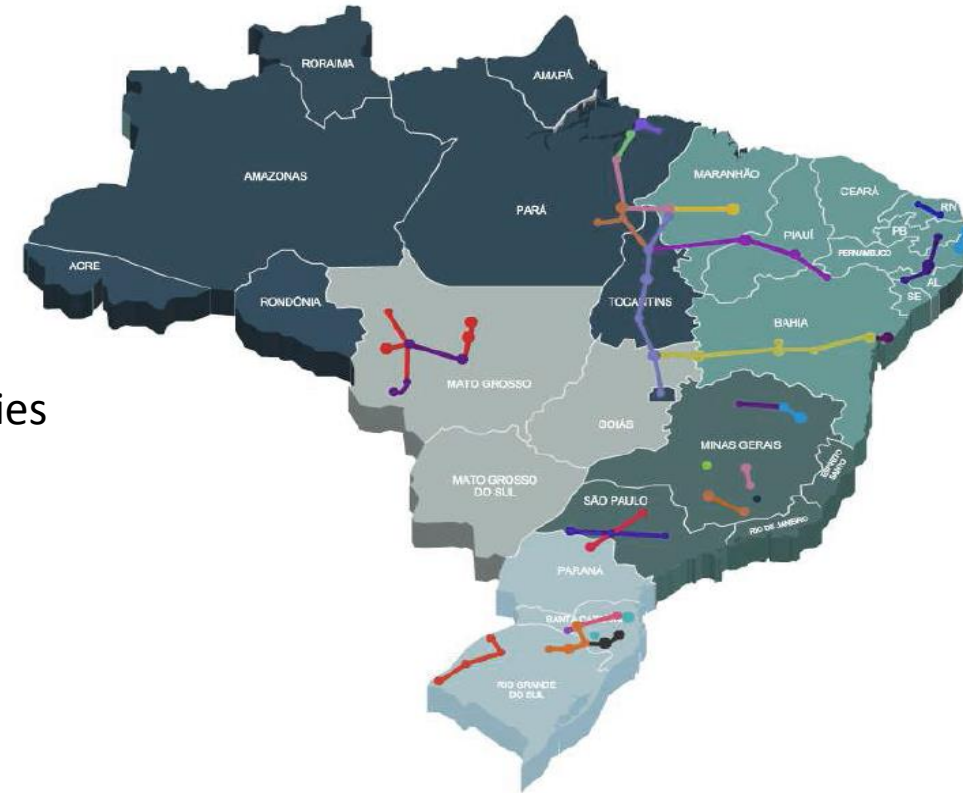 RORAIMA
AMAPÁ
AMAZONAS
PARÁ
MARANHÃO
CEARÁ
RN
PB
PIAUÍ
PERNAMBUCO
AL
SE
ACRE
RONDÔNIA
TOCANTINS
BAHIA
MATO GROSSO
ies
GOIÁS
MINAS GERAIS
ESPÍRITO
SANTO
MATO GROSSO
DO SUL
SÃO PAULO
RIO DE JANEIRO
PARANÁ
SANTA CATARINA
RIO GRANDE
DO SUL